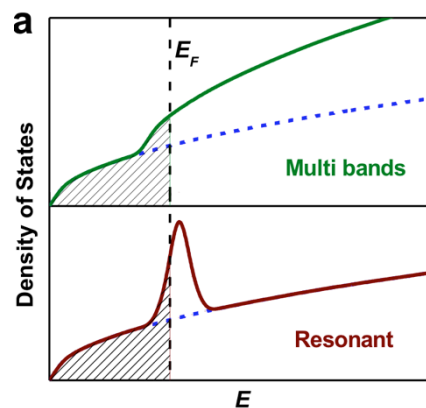 a
E_F
Multi bands
Density of States
Resonant
E